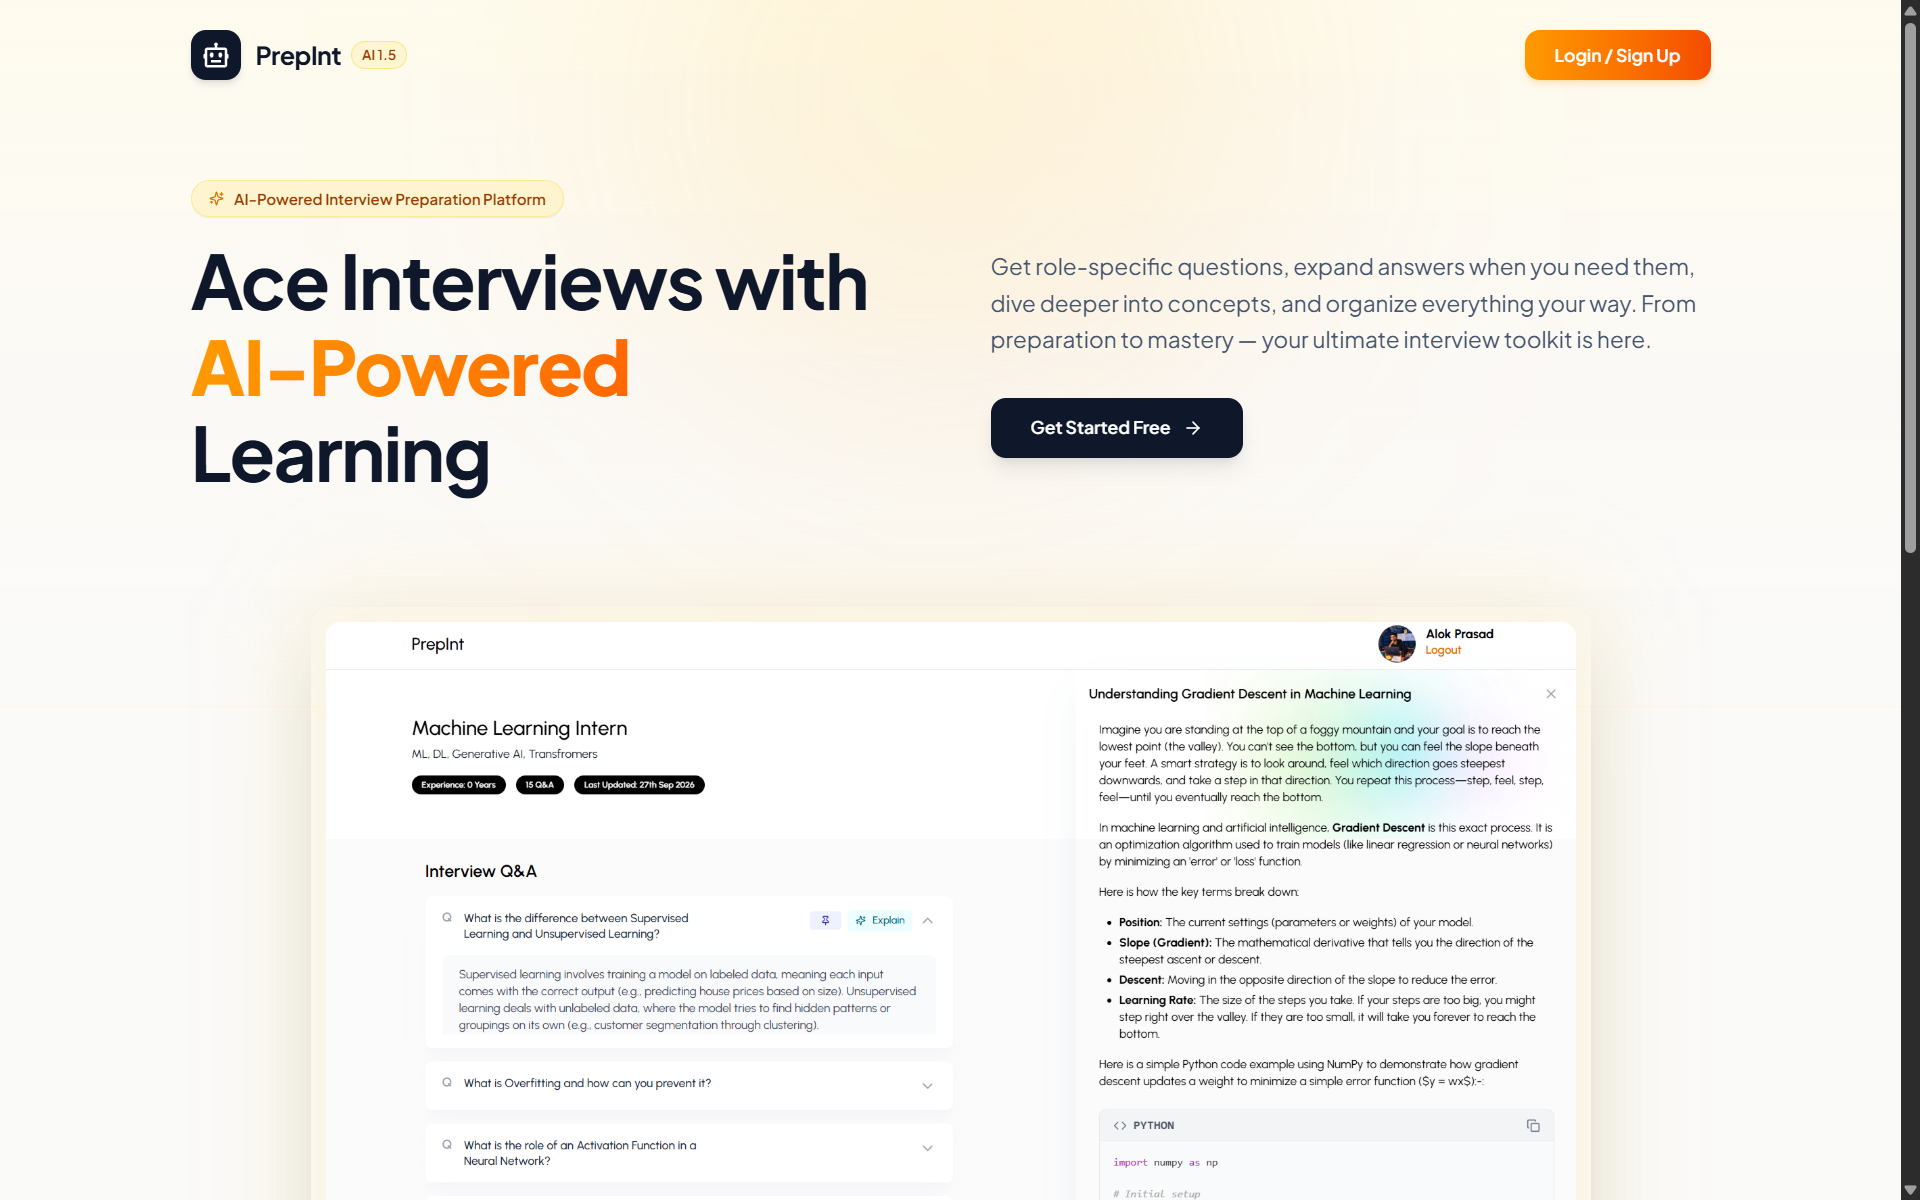 PrepInt AI 1.5
Login / Sign Up
AI-Powered Interview Preparation Platform
Ace Interviews with
AI-Powered
Learning
Get role-specific questions, expand answers when you need them,
dive deeper into concepts, and organize everything your way. From
preparation to mastery — your ultimate interview toolkit is here.
Get Started Free →
PrepInt
Alok Prasad
Logout
Machine Learning Intern
ML, DL, Generative AI, Transfromers
Experience: 0 Years
15 Q&A
Last Updated: 27th Sep 2026
Interview Q&A
Q What is the difference between Supervised
Learning and Unsupervised Learning?
Explain
Supervised learning involves training a model on labeled data, meaning each input
comes with the correct output (e.g., predicting house prices based on size). Unsupervised
learning deals with unlabeled data, where the model tries to find hidden patterns or
groupings on its own (e.g., customer segmentation through clustering).
Q What is Overfitting and how can you prevent it?
Q What is the role of an Activation Function in a
Neural Network?
Understanding Gradient Descent in Machine Learning
Imagine you are standing at the top of a foggy mountain and your goal is to reach the
lowest point (the valley). You can't see the bottom, but you can feel the slope beneath
your feet. A smart strategy is to look around, feel which direction goes steepest
downwards, and take a step in that direction. You repeat this process—step, feel, step,
feel—until you eventually reach the bottom.
In machine learning and artificial intelligence, Gradient Descent is this exact process. It is
an optimization algorithm used to train models (like linear regression or neural networks)
by minimizing an 'error' or 'loss' function.
Here is how the key terms break down:
• Position: The current settings (parameters or weights) of your model.
• Slope (Gradient): The mathematical derivative that tells you the direction of the
steepest ascent or descent.
• Descent: Moving in the opposite direction of the slope to reduce the error.
• Learning Rate: The size of the steps you take. If your steps are too big, you might
step right over the valley. If they are too small, it will take you forever to reach the
bottom.
Here is a simple Python code example using NumPy to demonstrate how gradient
descent updates a weight to minimize a simple error function ($y = wx$):-:
<> PYTHON
import numpy as np
# Initial setup